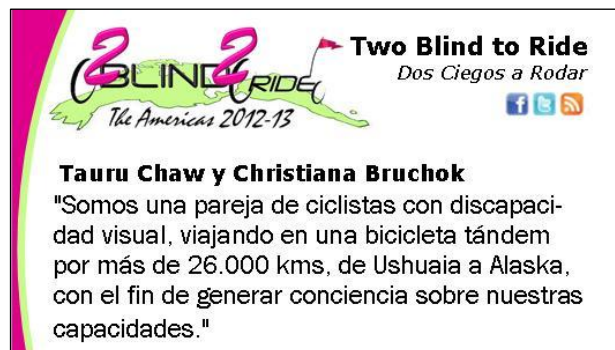 2BLIND2RIDE
The Americas 2012-13
Two Blind to Ride
Dos Ciegos a Rodar
Tauru Chaw y Christiana Bruchok
"Somos una pareja de ciclistas con discapaci-
dad visual, viajando en una bicicleta tándem
por más de 26.000 kms, de Ushuaia a Alaska,
con el fin de generar conciencia sobre nuestras
capacidades."